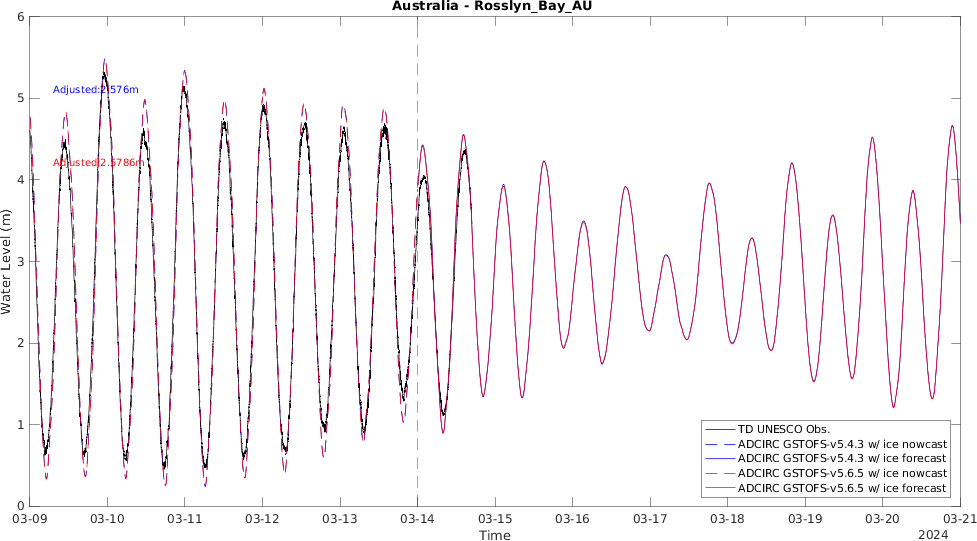 Australia - Rosslyn_Bay_AU
6
5
4
3
2
1
0
Water Level (m)
Adjusted:2.576m
Adjusted:2.5786m
TD UNESCO Obs.
ADCIRC GSTOFS-v5.4.3 w/ ice nowcast
ADCIRC GSTOFS-v5.4.3 w/ ice forecast
ADCIRC GSTOFS-v5.6.5 w/ ice nowcast
ADCIRC GSTOFS-v5.6.5 w/ ice forecast
03-09 03-10 03-11 03-12 03-13 03-14 03-15 03-16 03-17 03-18 03-19 03-20 03-21
Time
2024